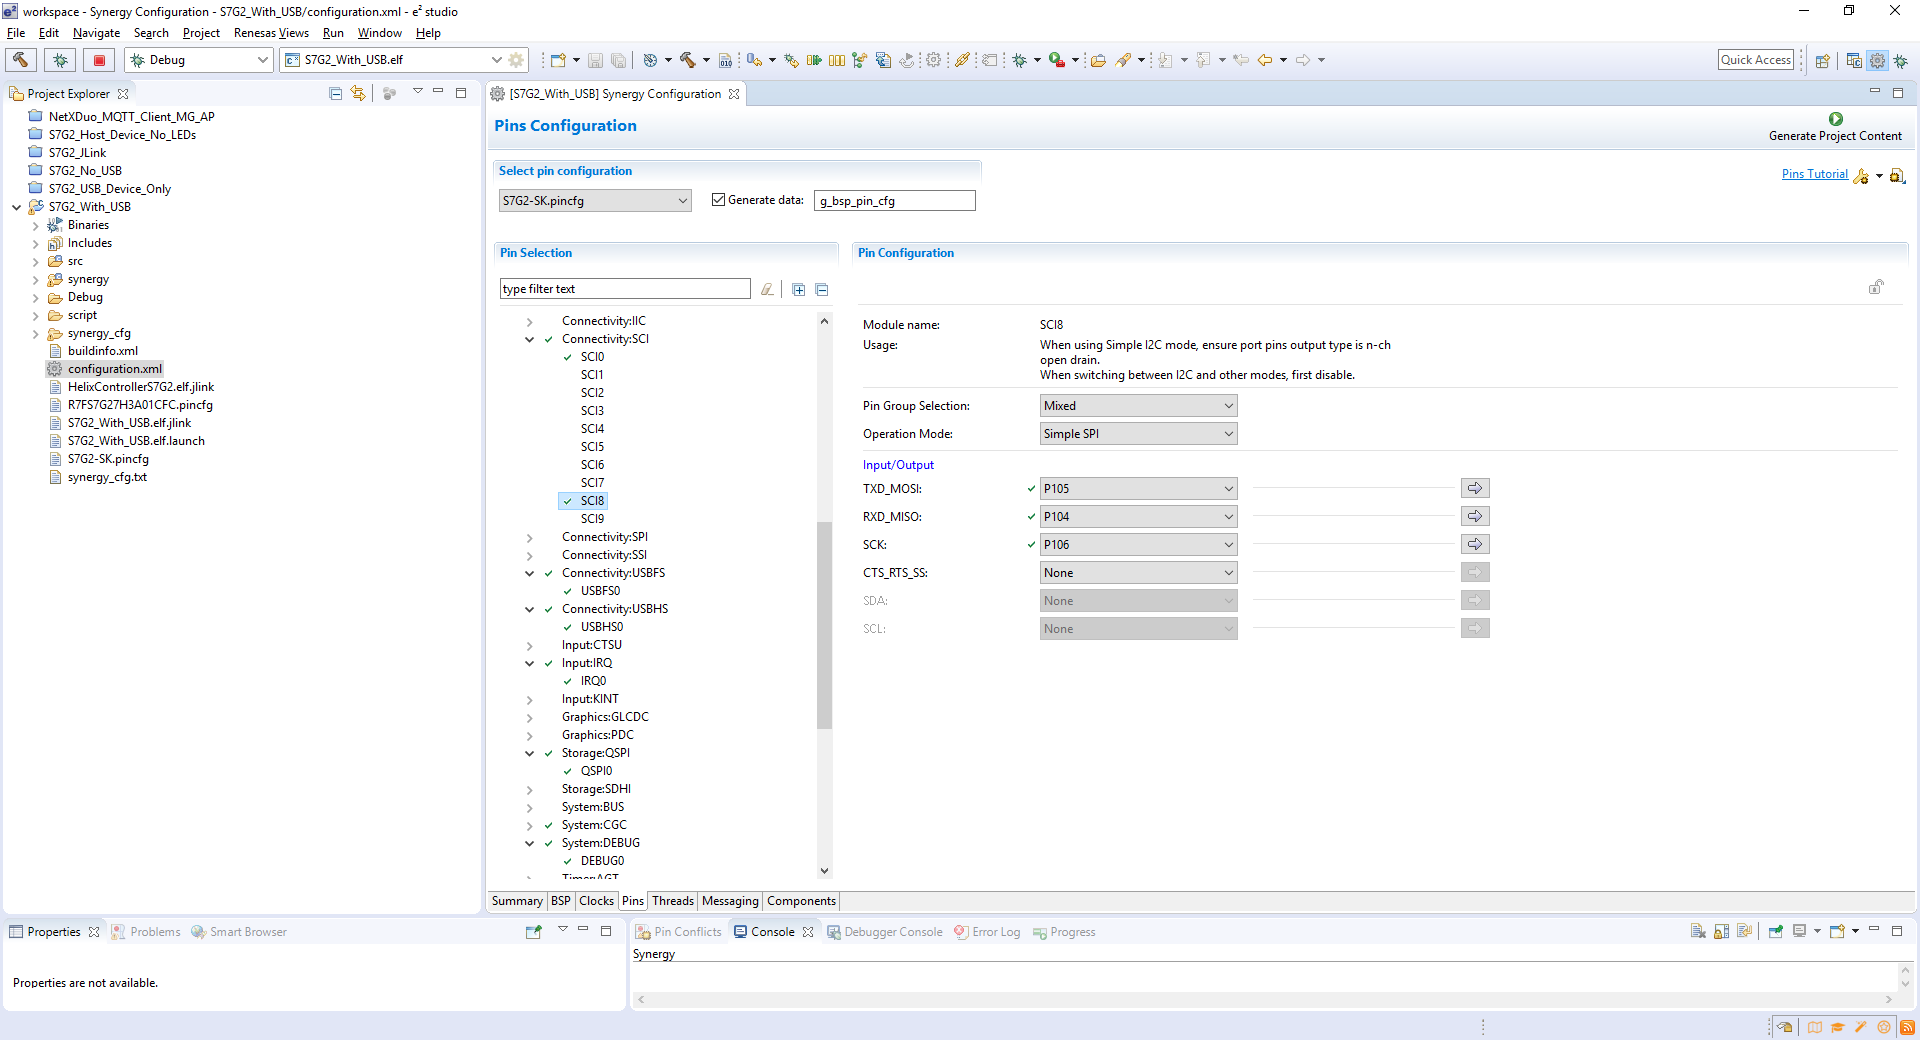 workspace - Synergy Configuration - S7G2_With_USB/configuration.xml - e² studio
File Edit Navigate Search Project Renesas Views Run Window Help
Debug
S7G2_With_USB.elf
Quick Access
Project Explorer
NetXDuo_MQTT_Client_MG_AP
S7G2_Host_Device_No_LEDs
S7G2_JLink
S7G2_No_USB
S7G2_USB_Device_Only
S7G2_With_USB
Binaries
Includes
src
synergy
Debug
script
synergy_cfg
buildinfo.xml
configuration.xml
HelixControllerS7G2.elf.jlink
R7FS7G27H3A01CFC.pincfg
S7G2_With_USB.elf.jlink
S7G2_With_USB.elf.launch
S7G2-SK.pincfg
synergy_cfg.txt
[S7G2_With_USB] Synergy Configuration
Pins Configuration
Generate Project Content
Select pin configuration
Pins Tutorial
S7G2-SK.pincfg
Generate data:
g_bsp_pin_cfg
Pin Selection
type filter text
Connectivity:IIC
Connectivity:SCI
SCI0
SCI1
SCI2
SCI3
SCI4
SCI5
SCI6
SCI7
SCI8
SCI9
Connectivity:SPI
Connectivity:SSI
Connectivity:USBFS
USBFS0
Connectivity:USBHS
USBHS0
Input:CTSU
Input:IRQ
IRQ0
Input:KINT
Graphics:GLCDC
Graphics:PDC
Storage:QSPI
QSPI0
Storage:SDHI
System:BUS
System:CGC
System:DEBUG
DEBUG0
Timer:AGT
Pin Configuration
Module name: SCI8
Usage: When using Simple I2C mode, ensure port pins output type is n-ch
open drain.
When switching between I2C and other modes, first disable.
Pin Group Selection: Mixed
Operation Mode: Simple SPI
Input/Output
TXD_MOSI: P105
RXD_MISO: P104
SCK: P106
CTS_RTS_SS: None
SDA: None
SCL: None
Summary BSP Clocks Pins Threads Messaging Components
Properties Problems Smart Browser
Properties are not available.
Pin Conflicts Console Debugger Console Error Log Progress
Synergy